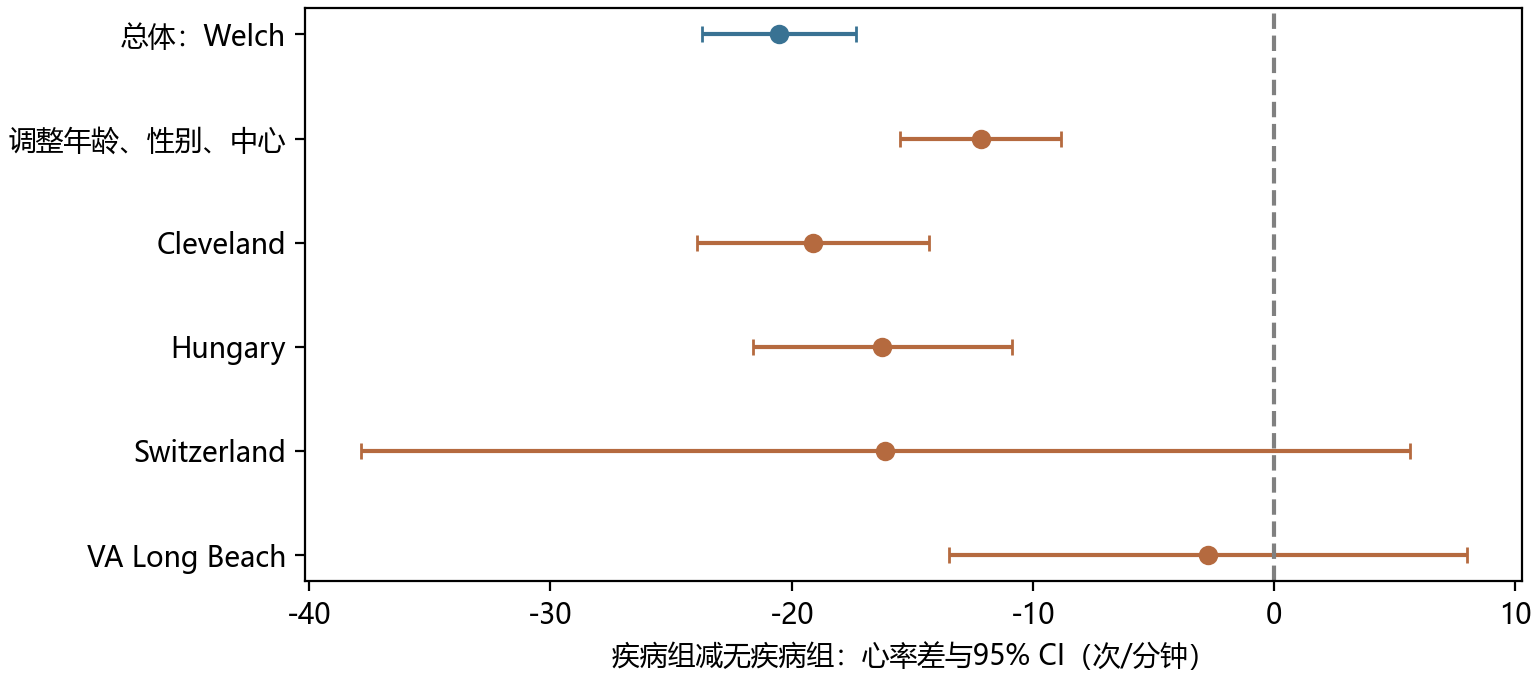 总体：Welch
调整年龄、性别、中心
Cleveland
Hungary
Switzerland
VA Long Beach
-40 -30 -20 -10 0 10
疾病组减无疾病组：心率差与95% CI（次/分钟）